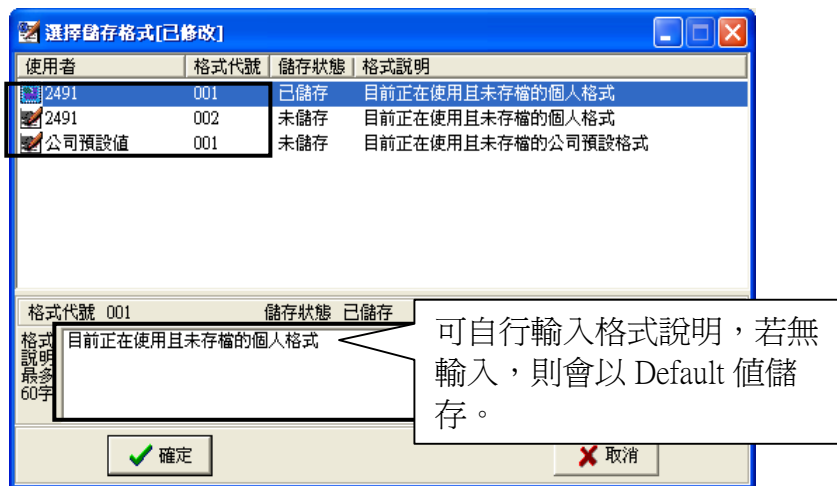 選擇儲存格式[已修改]
使用者 格式代號 儲存狀態 格式說明
2491 001 已儲存 目前正在使用且未存檔的個人格式
2491 002 未儲存 目前正在使用且未存檔的個人格式
公司預設值 001 未儲存 目前正在使用且未存檔的公司預設格式
格式代號 001 儲存狀態 已儲存
格式
說明
最多
60字
目前正在使用且未存檔的個人格式
可自行輸入格式說明，若無
輸入，則會以 Default 值儲
存。
確定
取消